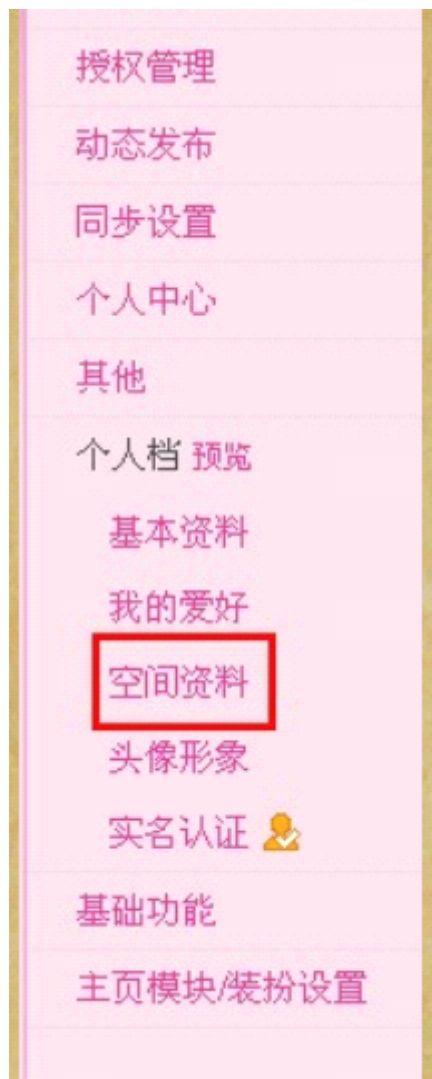 授权管理
动态发布
同步设置
个人中心
其他
个人档 预览
基本资料
我的爱好
空间资料
头像形象
实名认证
基础功能
主页模块/装扮设置